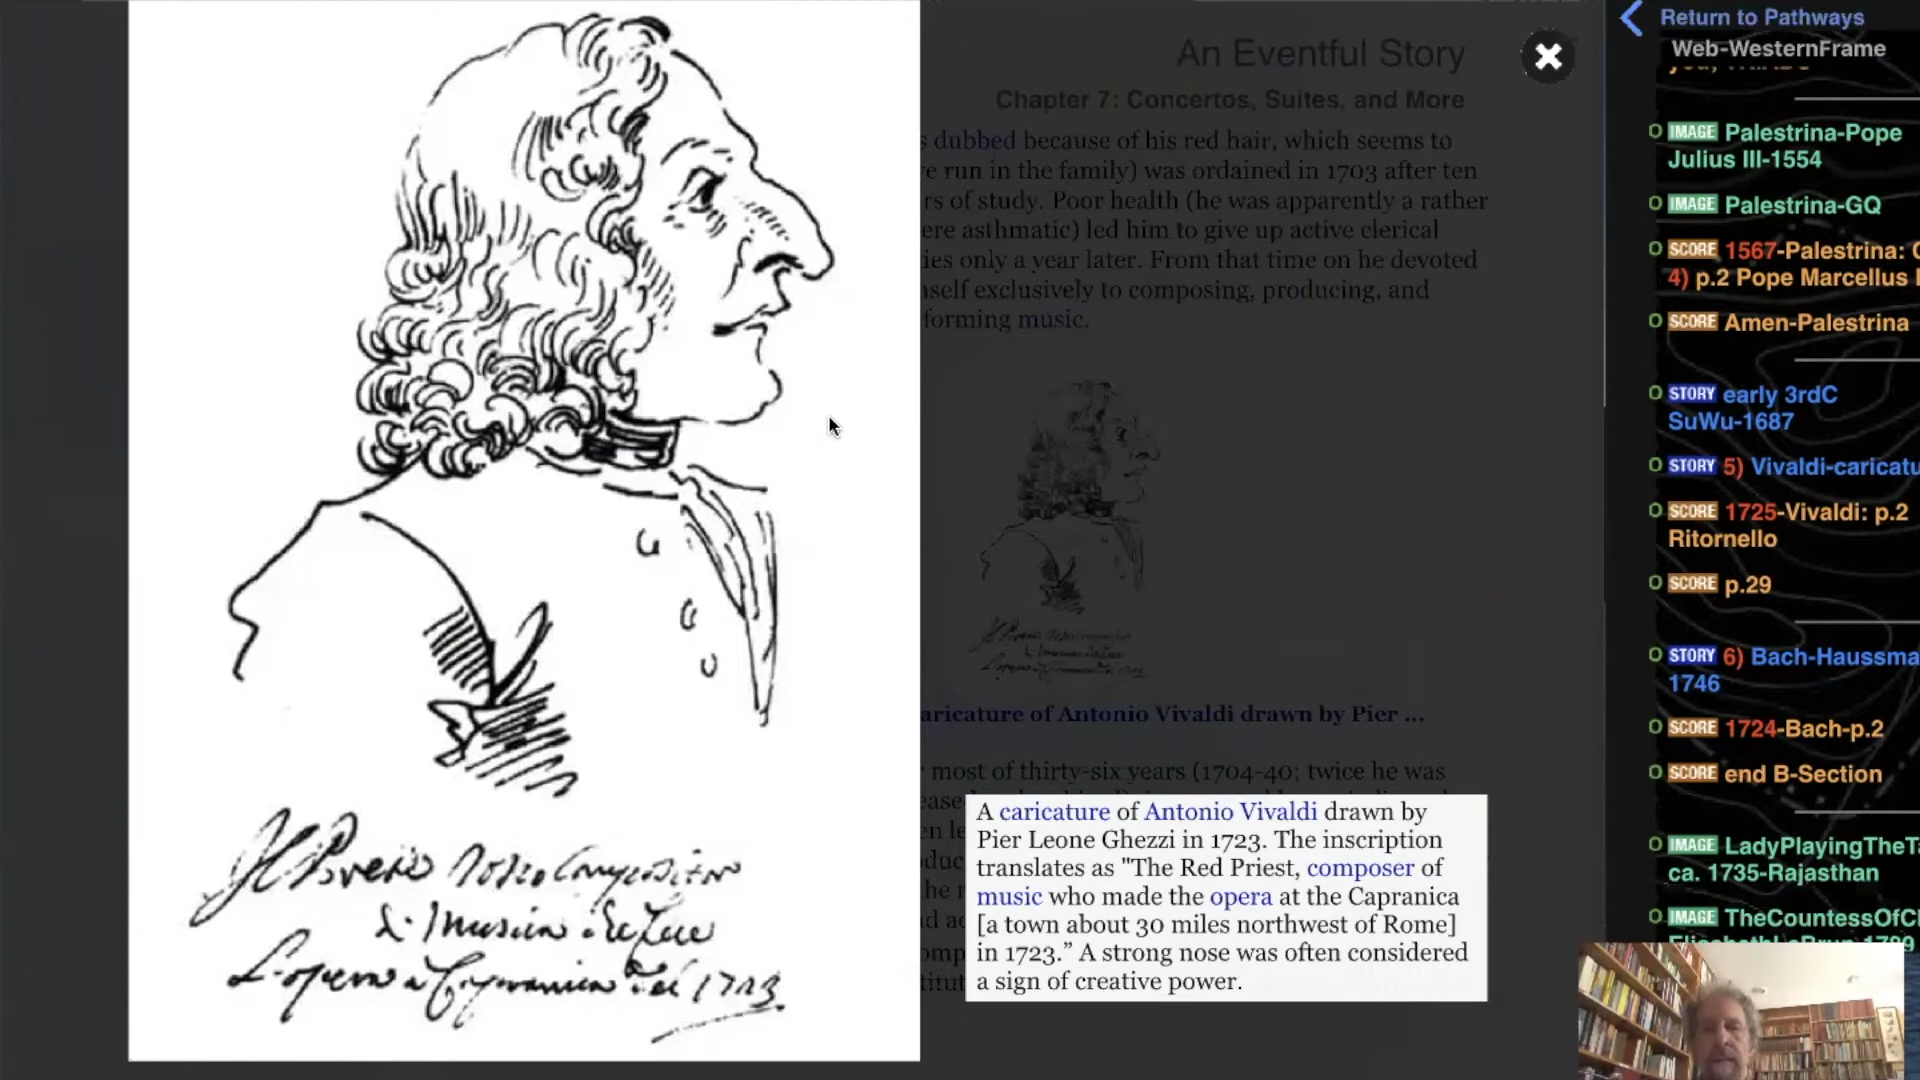 An Eventful Story
Chapter 7: Concertos, Suites, and More
dubbed because of his red hair, which seems to
run in the family) was ordained in 1703 after ten
of study. Poor health (he was apparently a rather
asthmatic) led him to give up active clerical
only a year later. From that time on he devoted
exclusively to composing, producing, and
music.
aricature of Antonio Vivaldi drawn by Pier ...
most of thirty-six years (1704-40; twice he was
A caricature of Antonio Vivaldi drawn by
Pier Leone Ghezzi in 1723. The inscription
translates as "The Red Priest, composer of
music who made the opera at the Capranica
[a town about 30 miles northwest of Rome]
in 1723.” A strong nose was often considered
a sign of creative power.
1723.
Return to Pathways
Web-WesternFrame
IMAGE Palestrina-Pope
Julius III-1554
IMAGE Palestrina-GQ
SCORE 1567-Palestrina:
4) p.2 Pope Marcellus
SCORE Amen-Palestrina
STORY early 3rdC
SuWu-1687
STORY 5) Vivaldi-caricatu
SCORE 1725-Vivaldi: p.2
Ritornello
SCORE p.29
STORY 6) Bach-Haussma
1746
SCORE 1724-Bach-p.2
SCORE end B-Section
IMAGE LadyPlayingTheT
ca. 1735-Rajasthan
IMAGE TheCountessOfC